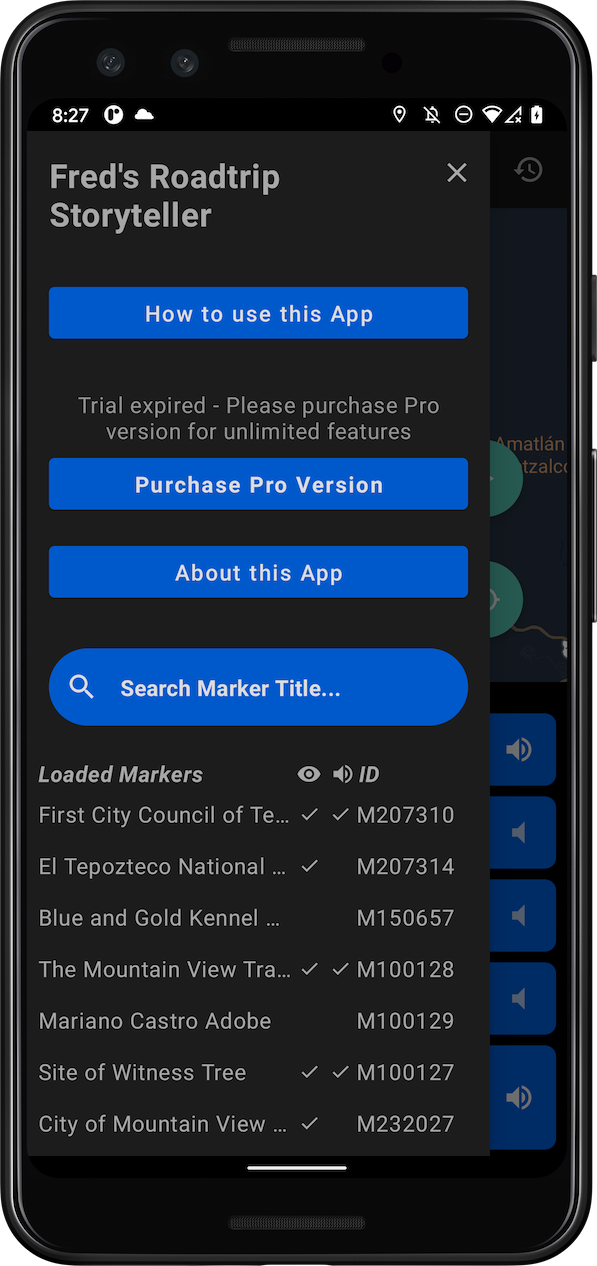 8:27
Fred's Roadtrip
Storyteller
How to use this App
Trial expired - Please purchase Pro
version for unlimited features
Purchase Pro Version
About this App
Search Marker Title...
Loaded Markers ID
First City Council of Te... M207310
El Tepozteco National ... M207314
Blue and Gold Kennel ... M150657
The Mountain View Tra... M100128
Mariano Castro Adobe M100129
Site of Witness Tree M100127
City of Mountain View ... M232027
Amatlán